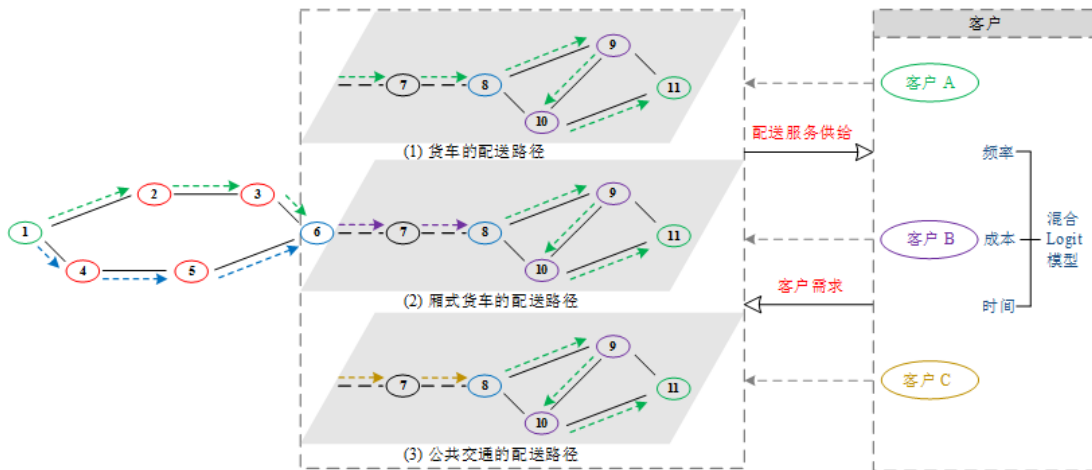 客户
9
7
8
11
10
(1) 货车的配送路径
客户 A
配送服务供给
1
2
3
4
5
6
9
7
8
11
10
(2) 厢式货车的配送路径
客户 B
频率
成本
时间
混合
Logit
模型
客户需求
9
7
8
11
10
(3) 公共交通的配送路径
客户 C